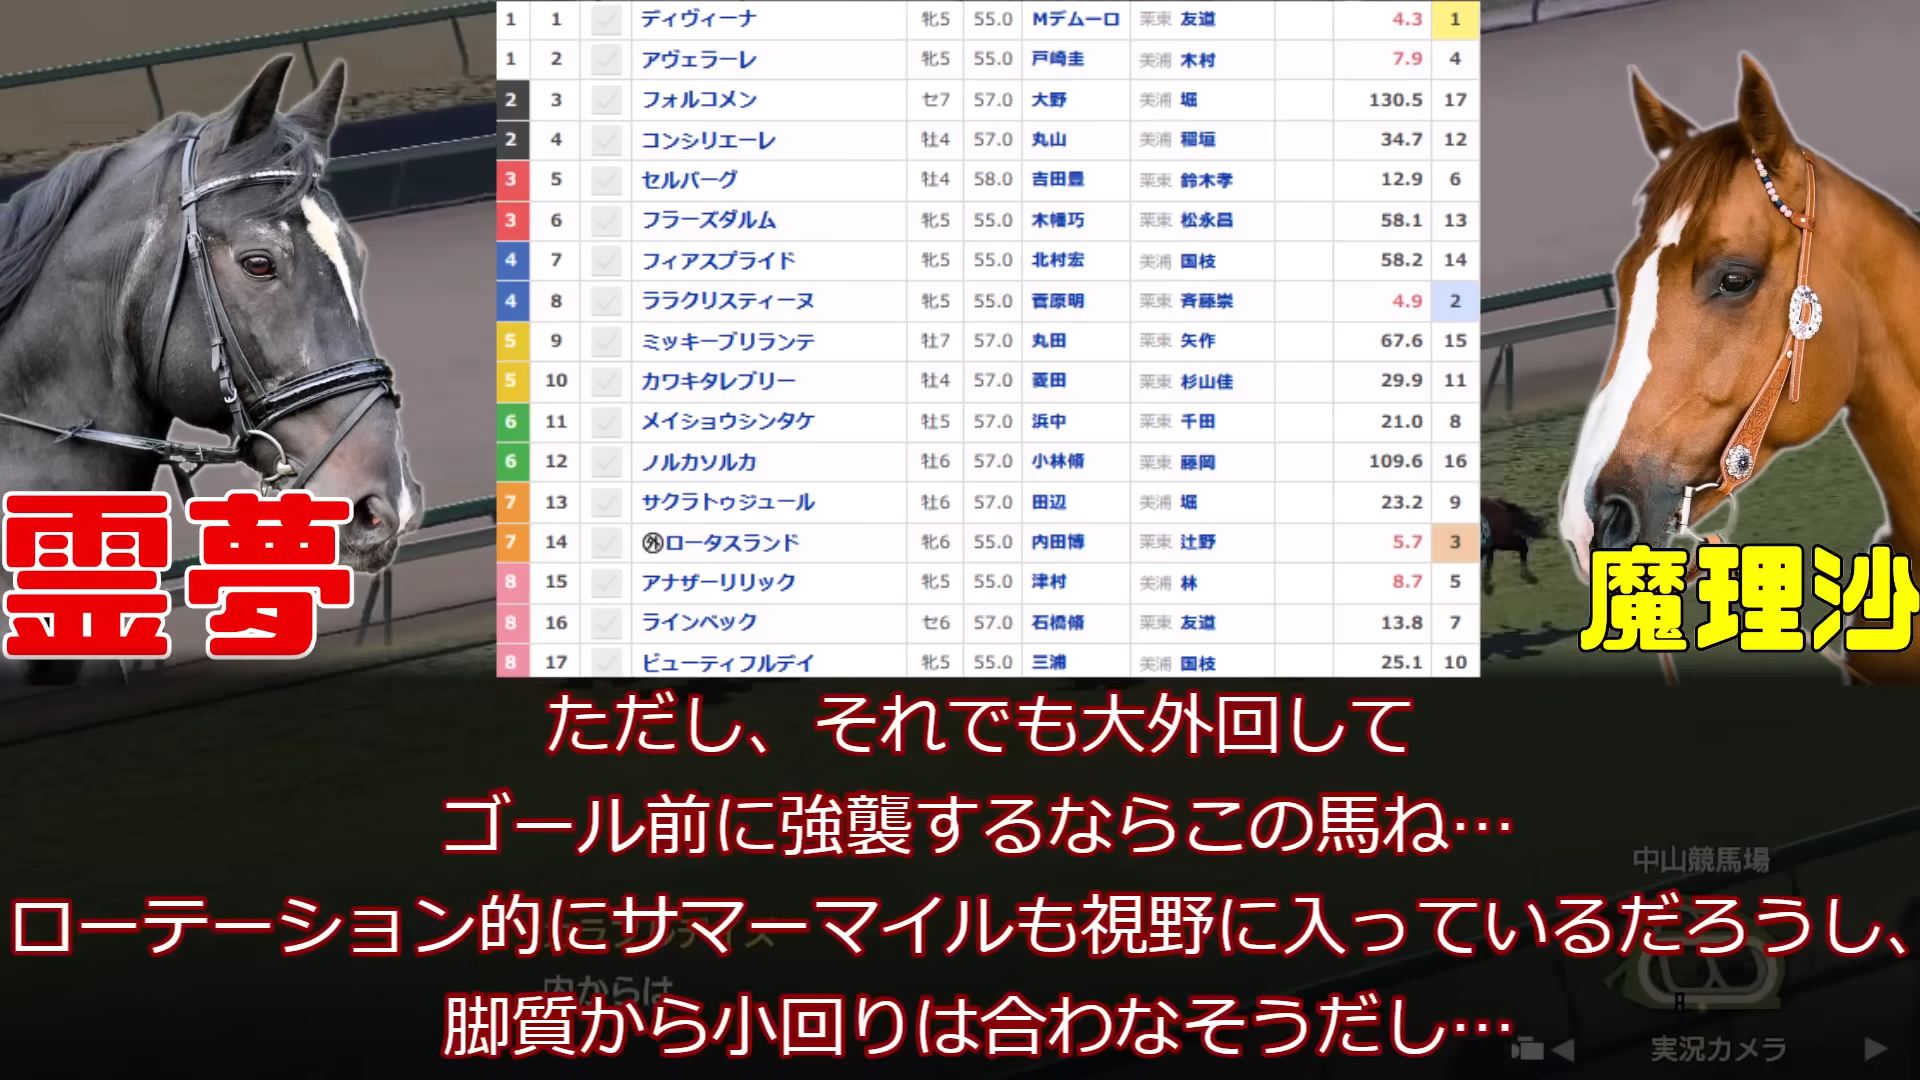 1 1 ディヴィーナ 牝5 55.0 Mデムーロ 栗東 友道 4.3 1
1 2 アヴェラーレ 牝5 55.0 戸崎圭 美浦 木村 7.9 4
2 3 フォルコメン セ7 57.0 大野 美浦 堀 130.5 17
2 4 コンシリエーレ 牡4 57.0 丸山 美浦 稲垣 34.7 12
3 5 セルバーグ 牡4 58.0 吉田豊 栗東 鈴木孝 12.9 6
3 6 フラーズダルム 牝5 55.0 木幡巧 栗東 松永昌 58.1 13
4 7 フィアスプライド 牝5 55.0 北村宏 美浦 国枝 58.2 14
4 8 ララクリスティーヌ 牝5 55.0 菅原明 栗東 斉藤崇 4.9 2
5 9 ミッキーブリランテ 牡7 57.0 丸田 栗東 矢作 67.6 15
5 10 カワキタレブリー 牡4 57.0 菱田 栗東 杉山佳 29.9 11
6 11 メイショウシンタケ 牡5 57.0 浜中 栗東 千田 21.0 8
6 12 ノルカソルカ 牡6 57.0 小林脩 栗東 藤岡 109.6 16
7 13 サクラトゥジュール 牡6 57.0 田辺 美浦 堀 23.2 9
7 14 ㊕ロータスランド 牝6 55.0 内田博 栗東 辻野 5.7 3
8 15 アナザーリリック 牝5 55.0 津村 美浦 林 8.7 5
8 16 ラインベック セ6 57.0 石橋脩 栗東 友道 13.8 7
8 17 ビューティフルデイ 牝5 55.0 三浦 美浦 国枝 25.1 10
霊夢
魔理沙
ただし、それでも大外回して
ゴール前に強襲するならこの馬ね…
ローテーション的にサマーマイルも視野に入っているだろうし、
脚質から小回りは合わなそうだし…
中山競馬場
内からは
実況カメラ